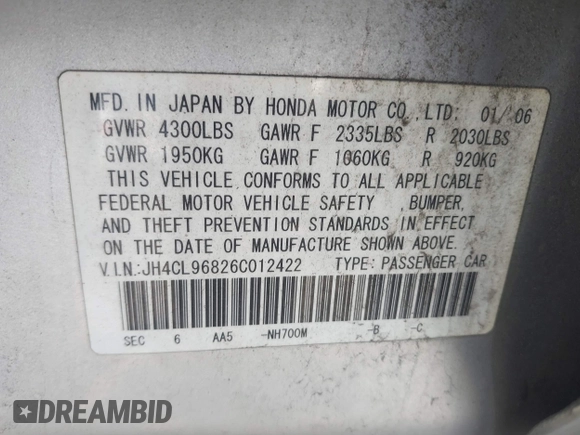 MFD. IN JAPAN BY HONDA MOTOR CO., LTD. 01/'06
GVWR 4300LBS GAWR F 2335LBS R 2030LBS
GVWR 1950KG GAWR F 1060KG R 920KG
THIS VEHICLE CONFORMS TO ALL APPLICABLE
FEDERAL MOTOR VEHICLE SAFETY , BUMPER,
AND THEFT PREVENTION STANDARDS IN EFFECT
ON THE DATE OF MANUFACTURE SHOWN ABOVE.
V.I.N.:JH4CL96826C012422 TYPE: PASSENGER CAR
SEC 6 AA5 -NH700M -B -C
DREAMBID